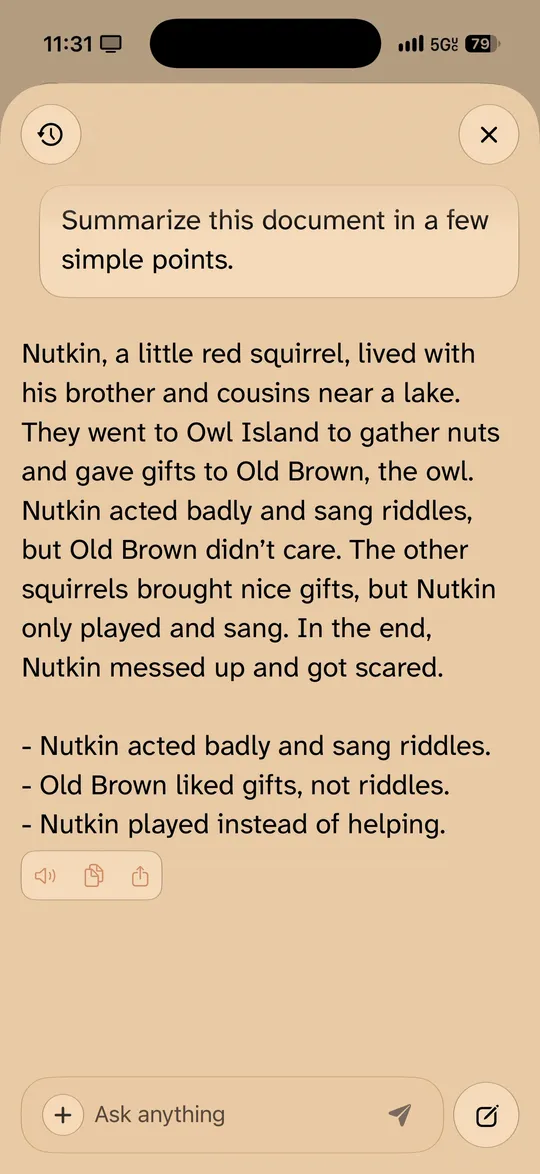 11:31
5G
79
Summarize this document in a few
simple points.
Nutkin, a little red squirrel, lived with
his brother and cousins near a lake.
They went to Owl Island to gather nuts
and gave gifts to Old Brown, the owl.
Nutkin acted badly and sang riddles,
but Old Brown didn’t care. The other
squirrels brought nice gifts, but Nutkin
only played and sang. In the end,
Nutkin messed up and got scared.
- Nutkin acted badly and sang riddles.
- Old Brown liked gifts, not riddles.
- Nutkin played instead of helping.
Ask anything